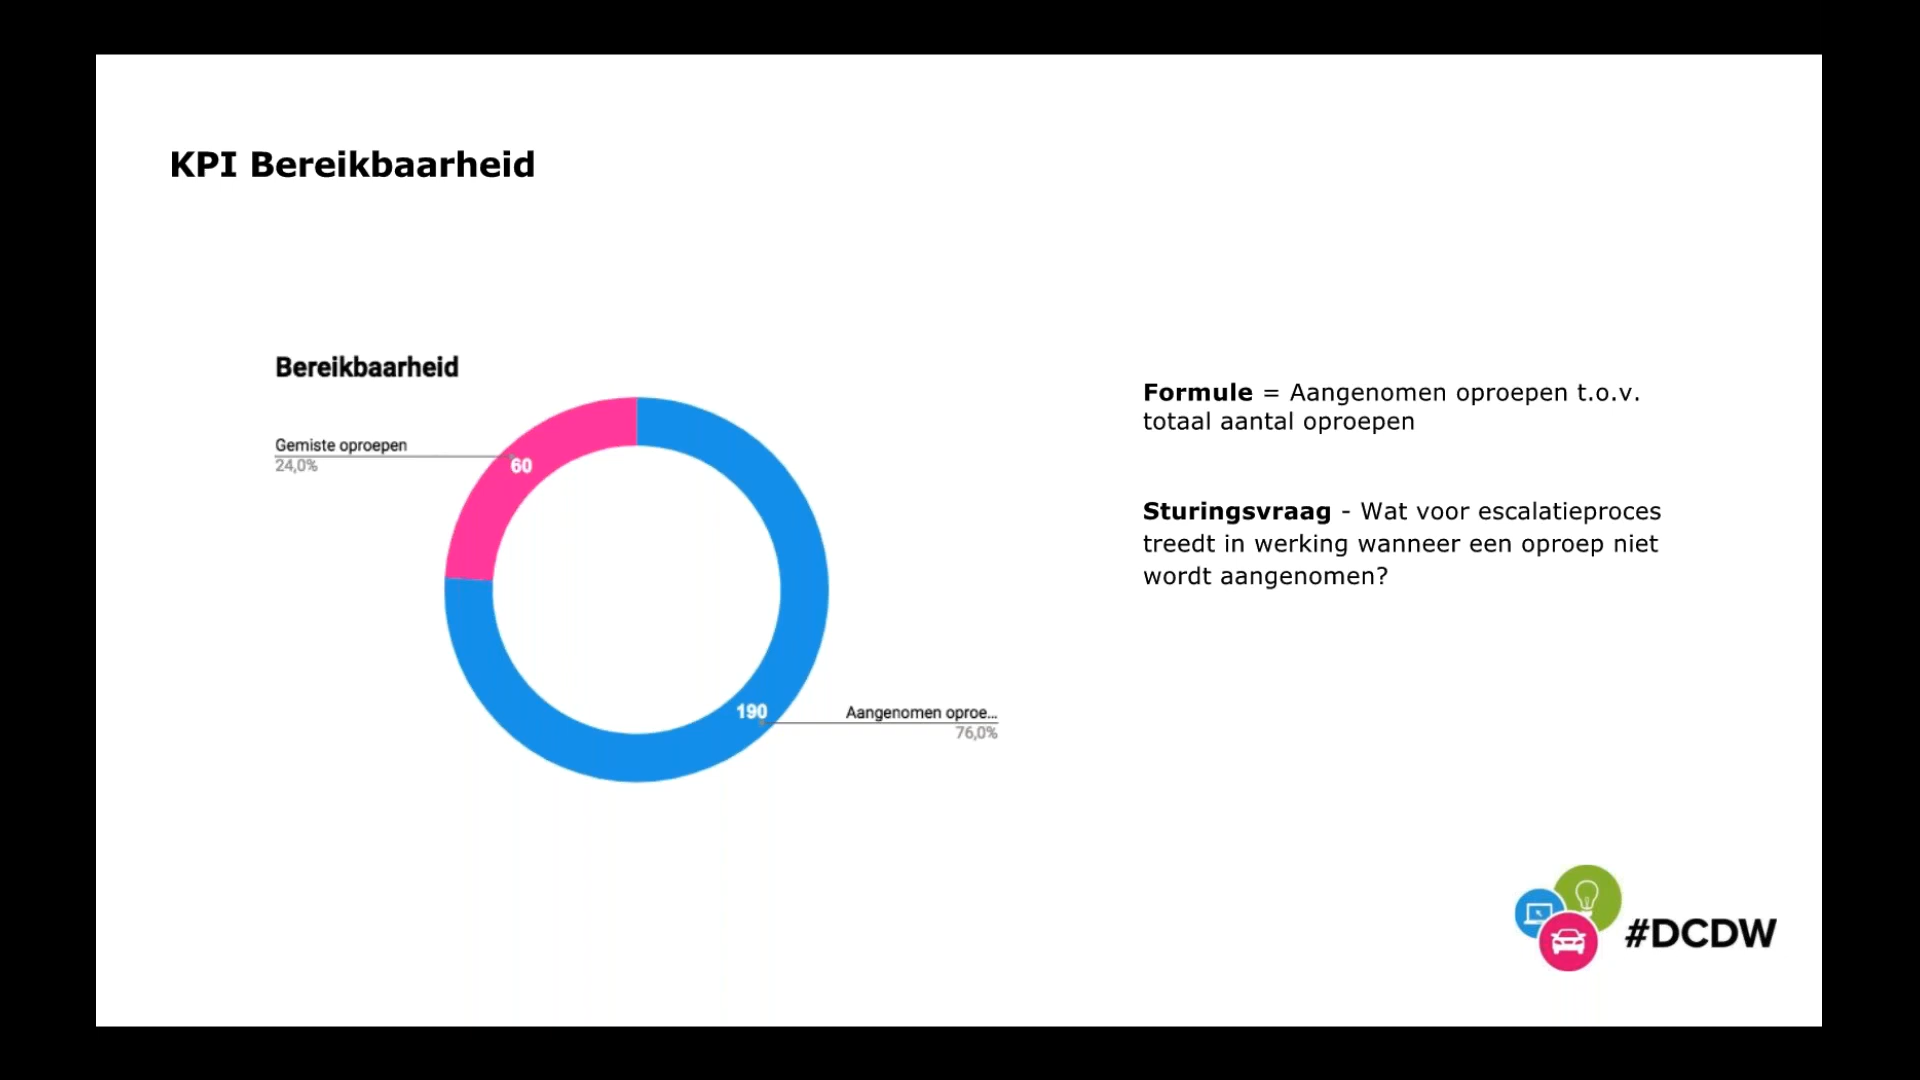 KPI Bereikbaarheid
Bereikbaarheid
Gemiste oproepen
24,0%
60
190
Aangenomen oproe...
76,0%
Formule = Aangenomen oproepen t.o.v.
totaal aantal oproepen
Sturingsvraag - Wat voor escalatieproces
treedt in werking wanneer een oproep niet
wordt aangenomen?
#DCDW